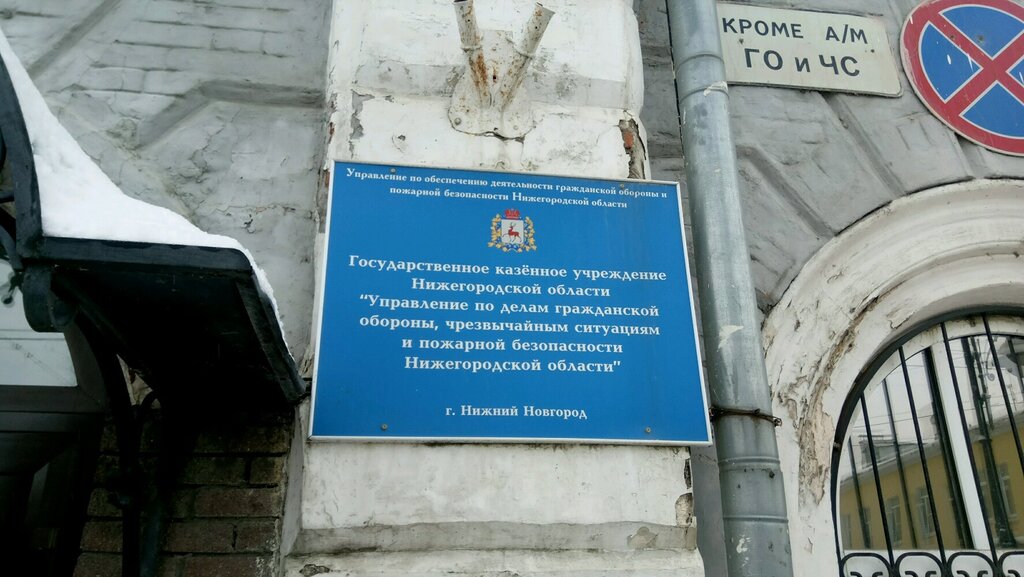 КРОМЕ А/М
ГО и ЧС
Управление по обеспечению деятельности гражданской обороны и
пожарной безопасности Нижегородской области
Государственное казённое учреждение
Нижегородской области
“Управление по делам гражданской
обороны, чрезвычайным ситуациям
и пожарной безопасности
Нижегородской области”
г. Нижний Новгород